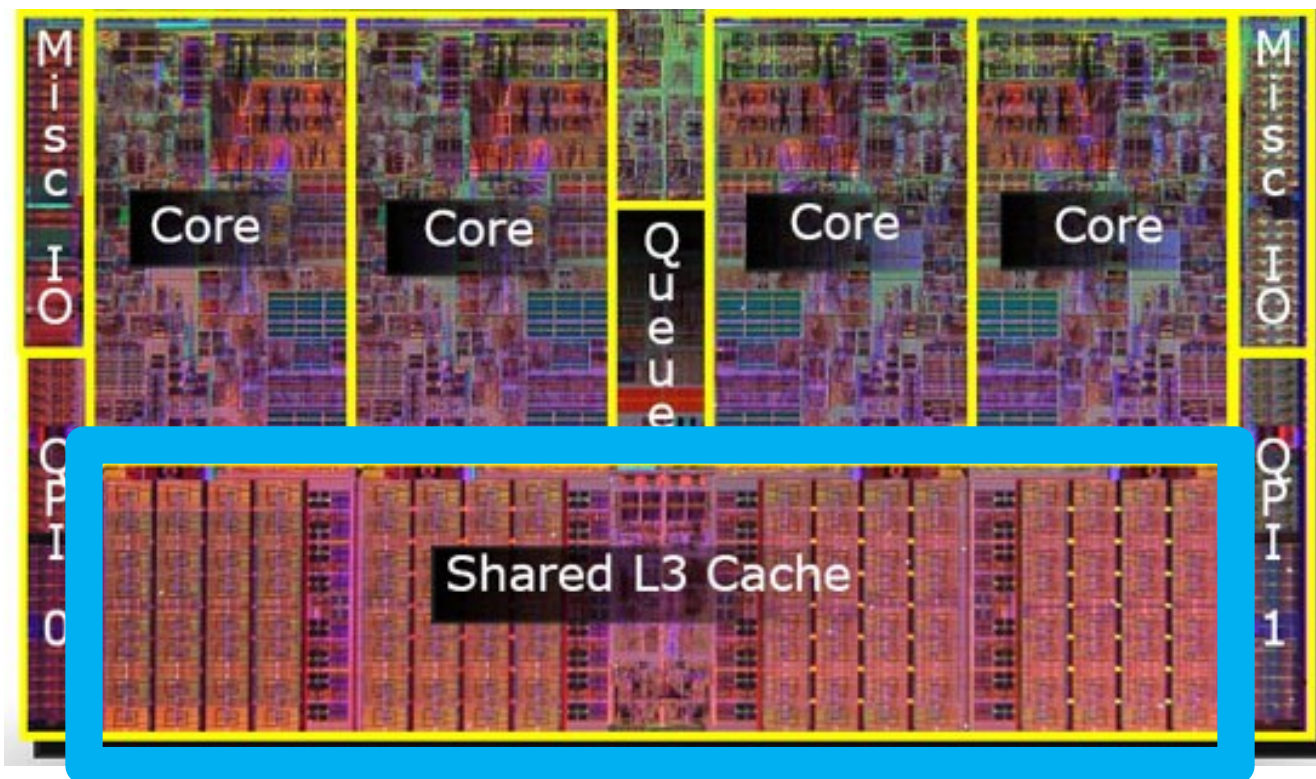 Misc IO
Core
Core
Queue
Core
Core
Misc IO
QPI 0
Shared L3 Cache
QPI 1